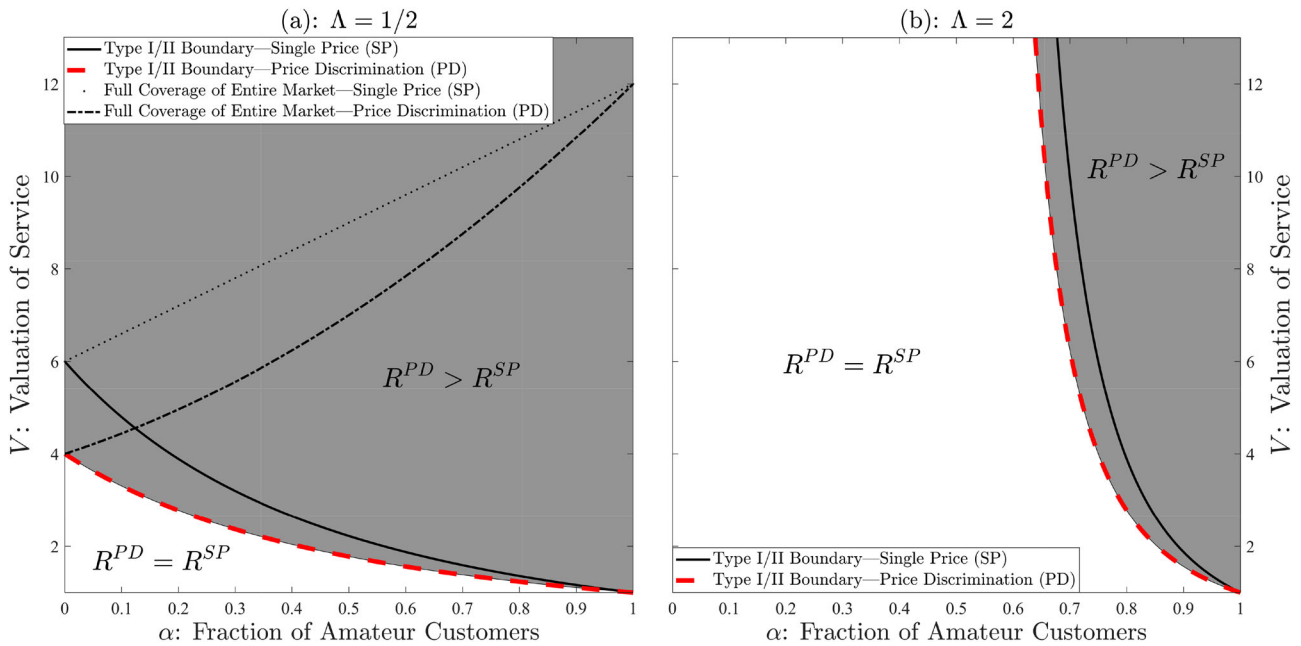 (a): Λ = 1/2
Type I/II Boundary—Single Price (SP)
Type I/II Boundary—Price Discrimination (PD)
Full Coverage of Entire Market—Single Price (SP)
Full Coverage of Entire Market—Price Discrimination (PD)
12
10
8
6
4
2
V: Valuation of Service
R^{PD} > R^{SP}
R^{PD} = R^{SP}
0 0.1 0.2 0.3 0.4 0.5 0.6 0.7 0.8 0.9 1
α: Fraction of Amateur Customers
(b): Λ = 2
R^{PD} > R^{SP}
R^{PD} = R^{SP}
12
10
8
6
4
2
V: Valuation of Service
Type I/II Boundary—Single Price (SP)
Type I/II Boundary—Price Discrimination (PD)
0 0.1 0.2 0.3 0.4 0.5 0.6 0.7 0.8 0.9 1
α: Fraction of Amateur Customers